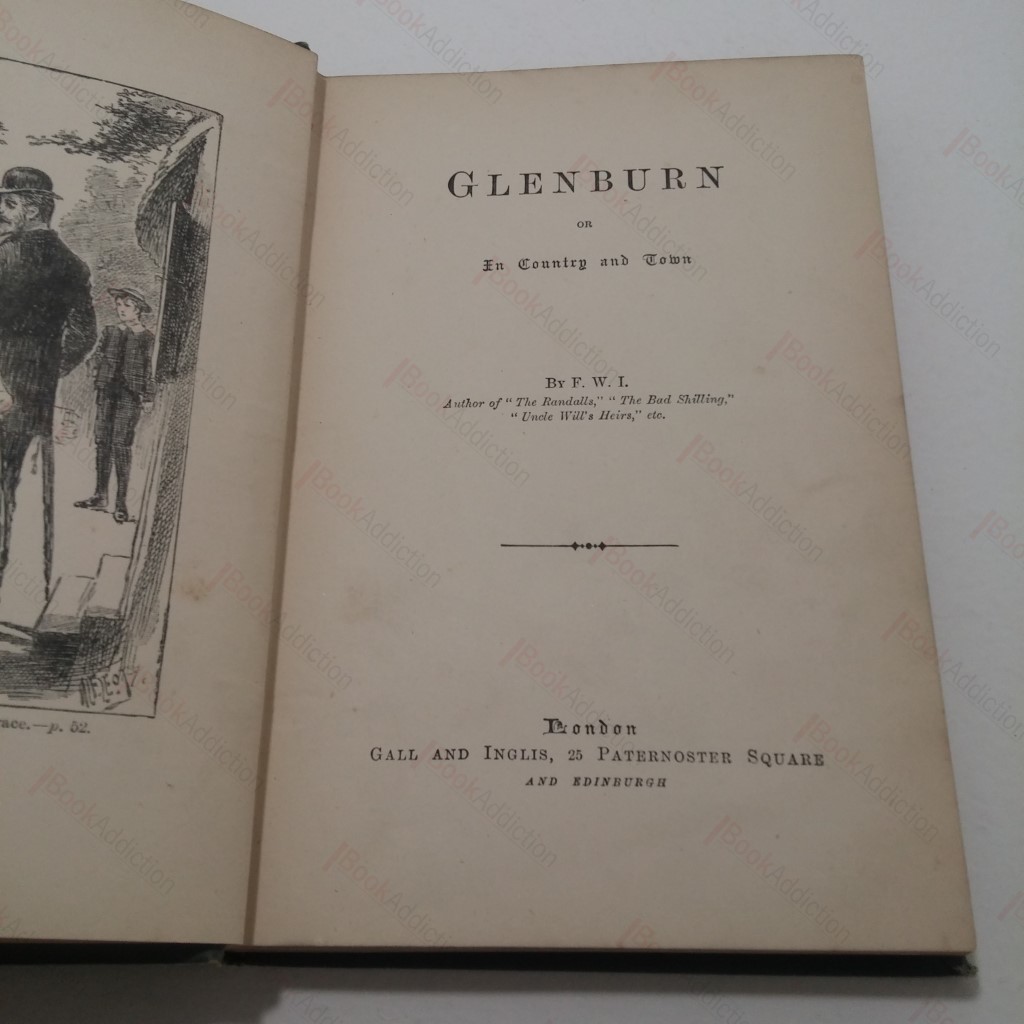 GLENBURN
OR
In Country and Town
BY F. W. I.
Author of "The Randalls," "The Bad Shilling,"
"Uncle Will's Heirs," etc.
London
GALL AND INGLIS, 25 PATERNOSTER SQUARE
AND EDINBURGH
p. 52.
BookAddiction